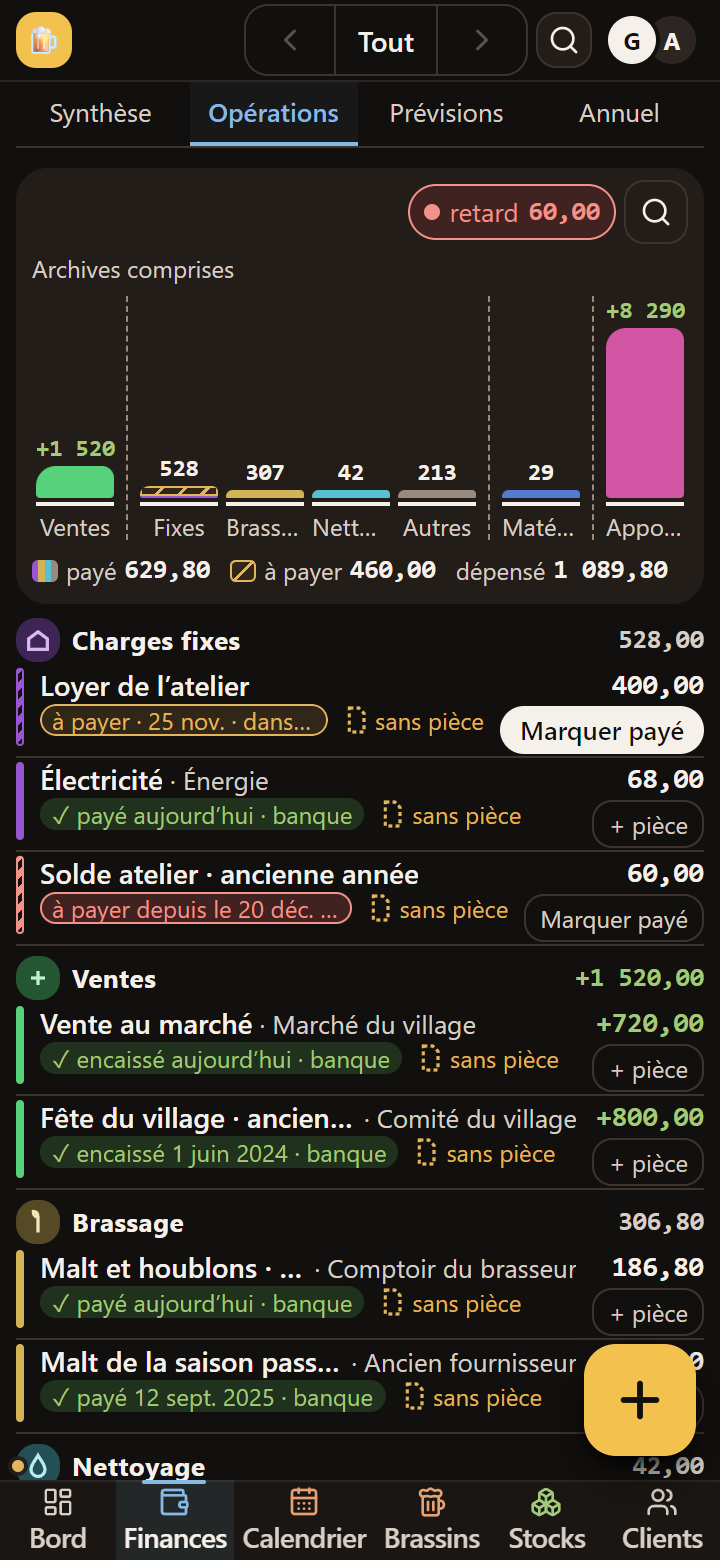 Tout
G
A
Synthèse
Opérations
Prévisions
Annuel
retard 60,00
Archives comprises
+1 520
528
307
42
213
29
+8 290
Ventes
Fixes
Brass…
Nett…
Autres
Maté…
Appo…
payé 629,80
à payer 460,00
dépensé 1 089,80
Charges fixes 528,00
Loyer de l’atelier 400,00
à payer · 25 nov. · dans… sans pièce Marquer payé
Électricité · Énergie 68,00
✓ payé aujourd’hui · banque sans pièce + pièce
Solde atelier · ancienne année 60,00
à payer depuis le 20 déc. … sans pièce Marquer payé
Ventes +1 520,00
Vente au marché · Marché du village +720,00
✓ encaissé aujourd’hui · banque sans pièce + pièce
Fête du village · ancien… · Comité du village +800,00
✓ encaissé 1 juin 2024 · banque sans pièce + pièce
Brassage 306,80
Malt et houblons · … · Comptoir du brasseur 186,80
✓ payé aujourd’hui · banque sans pièce + pièce
Malt de la saison pass… · Ancien fournisseur
✓ payé 12 sept. 2025 · banque sans pièce
Nettoyage 42,00
Bord
Finances
Calendrier
Brassins
Stocks
Clients